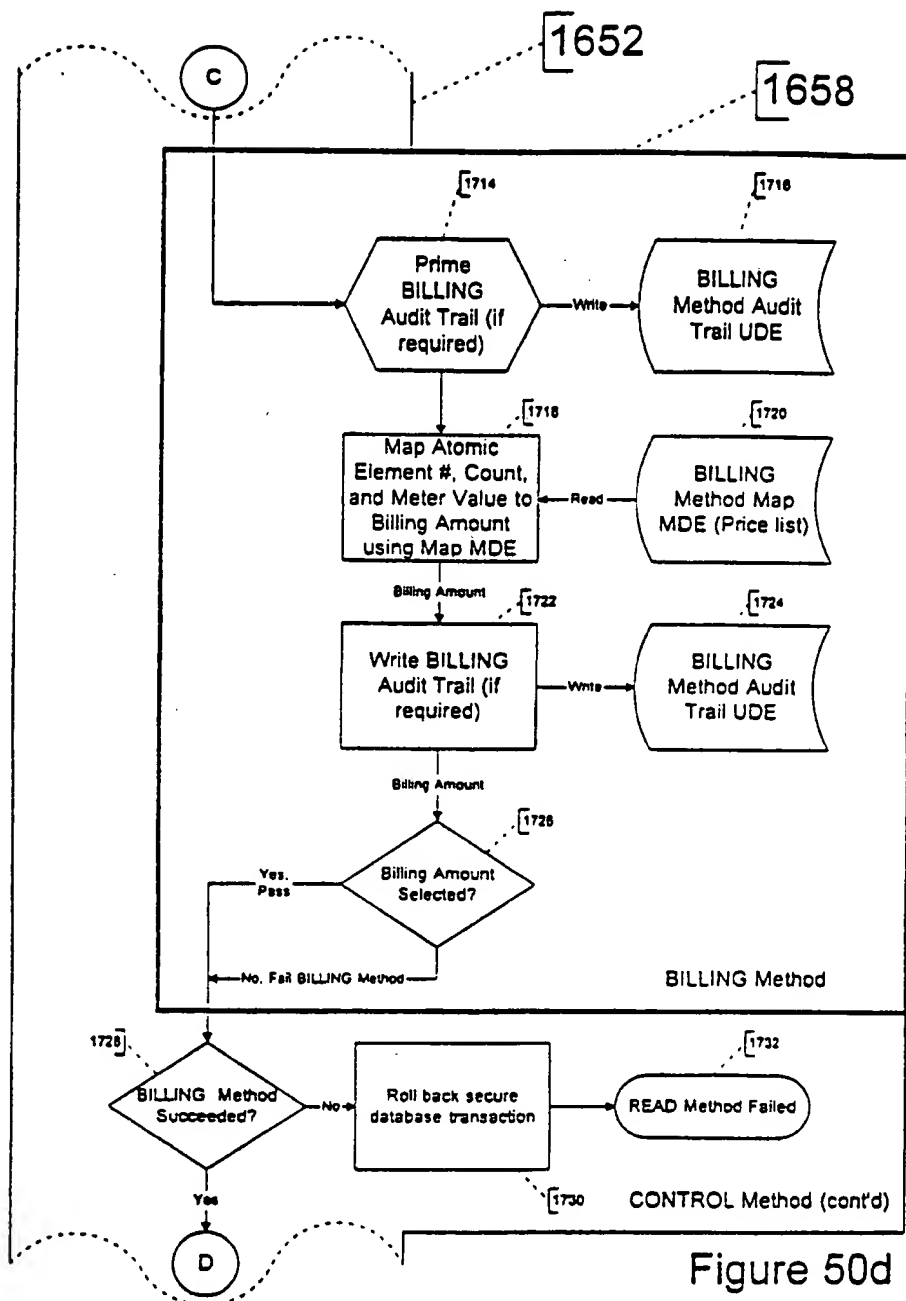 1652
C
1658
1714
1716
Prime
BILLING
Audit Trail (if
required)
Write
BILLING
Method Audit
Trail UDE
1718
1720
Map Atomic
Element #, Count,
and Meter Value to
Billing Amount
using Map MDE
Read
BILLING
Method Map
MDE (Price list)
Billing Amount
1722
1724
Write BILLING
Audit Trail (if
required)
Write
BILLING
Method Audit
Trail UDE
Billing Amount
1726
Billing Amount
Selected?
Yes,
Pass
No, Fail BILLING Method
BILLING Method
1728
1732
BILLING Method
Succeeded?
No
Roll back secure
database transaction
READ Method Failed
Yes
1730
CONTROL Method (cont'd)
D
Figure 50d